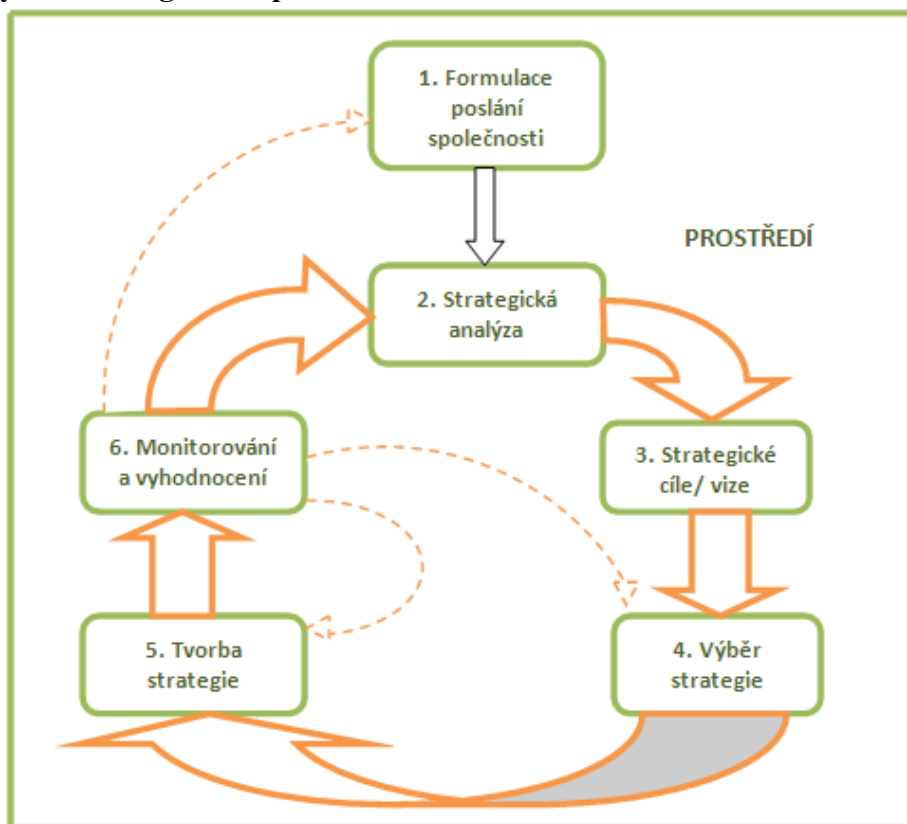 1. Formulace
poslání
společnosti
PROSTŘEDÍ
2. Strategická
analýza
6. Monitorování
a vyhodnocení
3. Strategické
cíle/ vize
5. Tvorba
strategie
4. Výběr
strategie